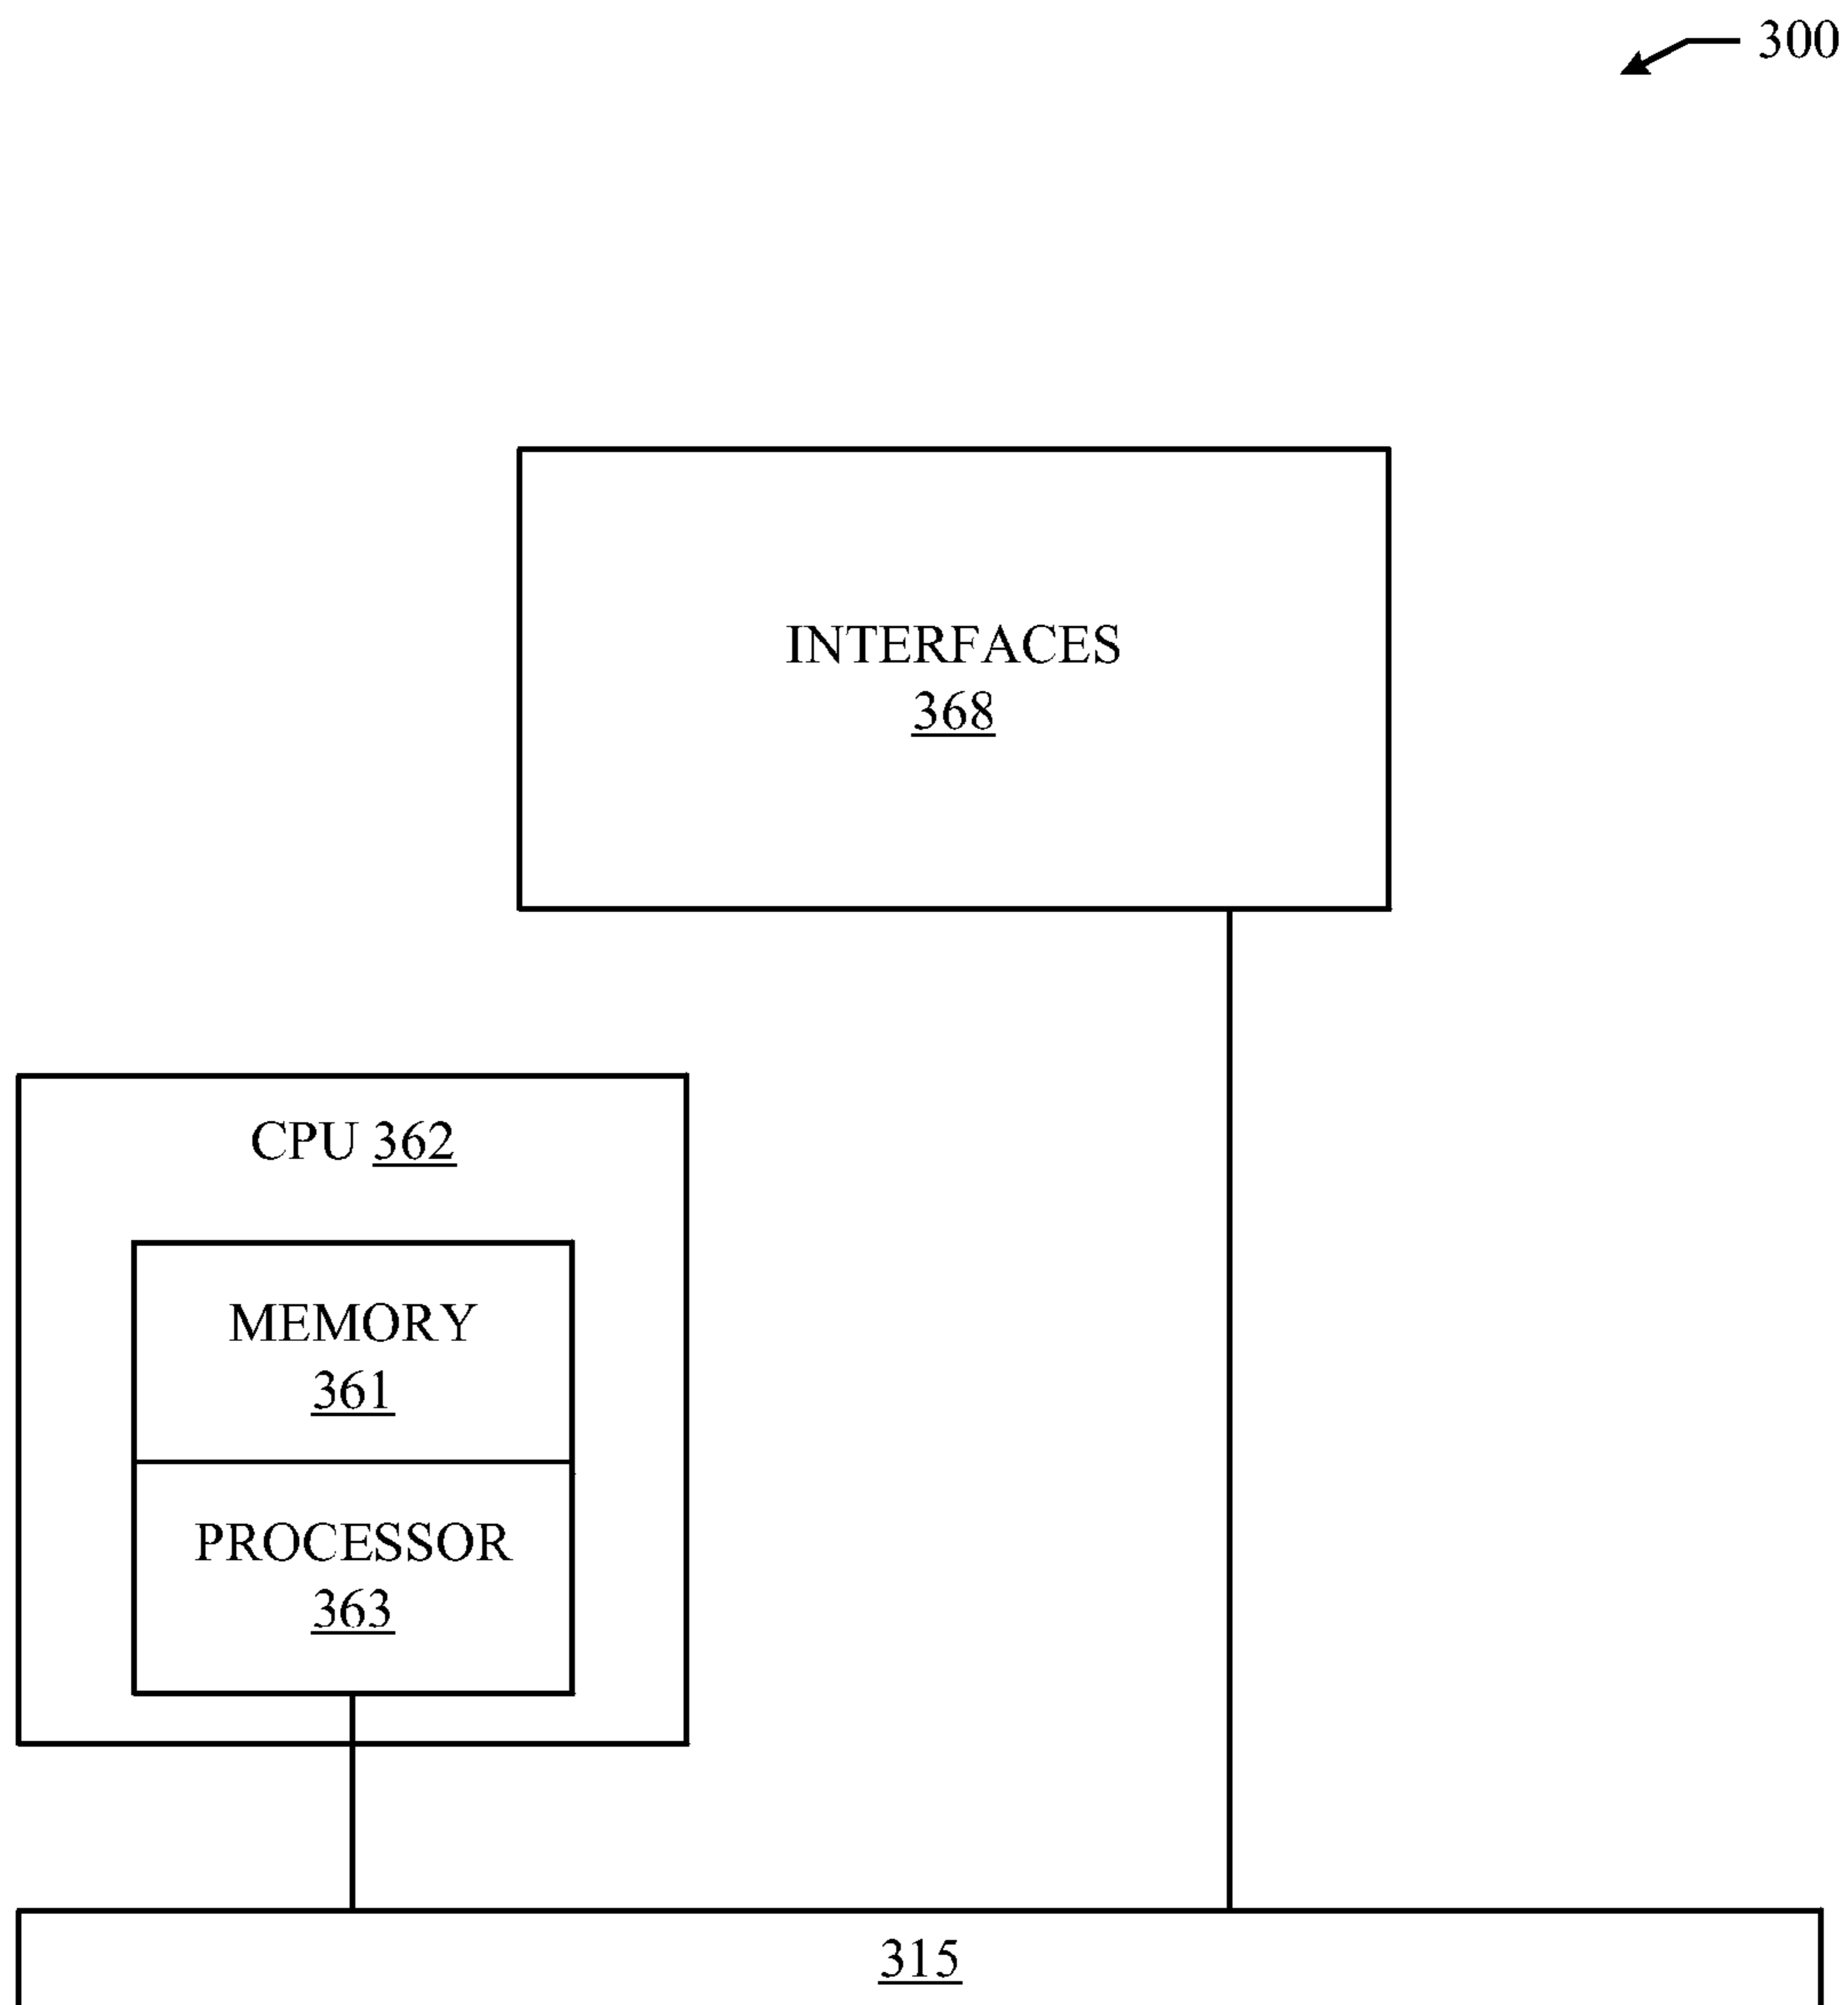 300
INTERFACES
368
CPU 362
MEMORY
361
PROCESSOR
363
315